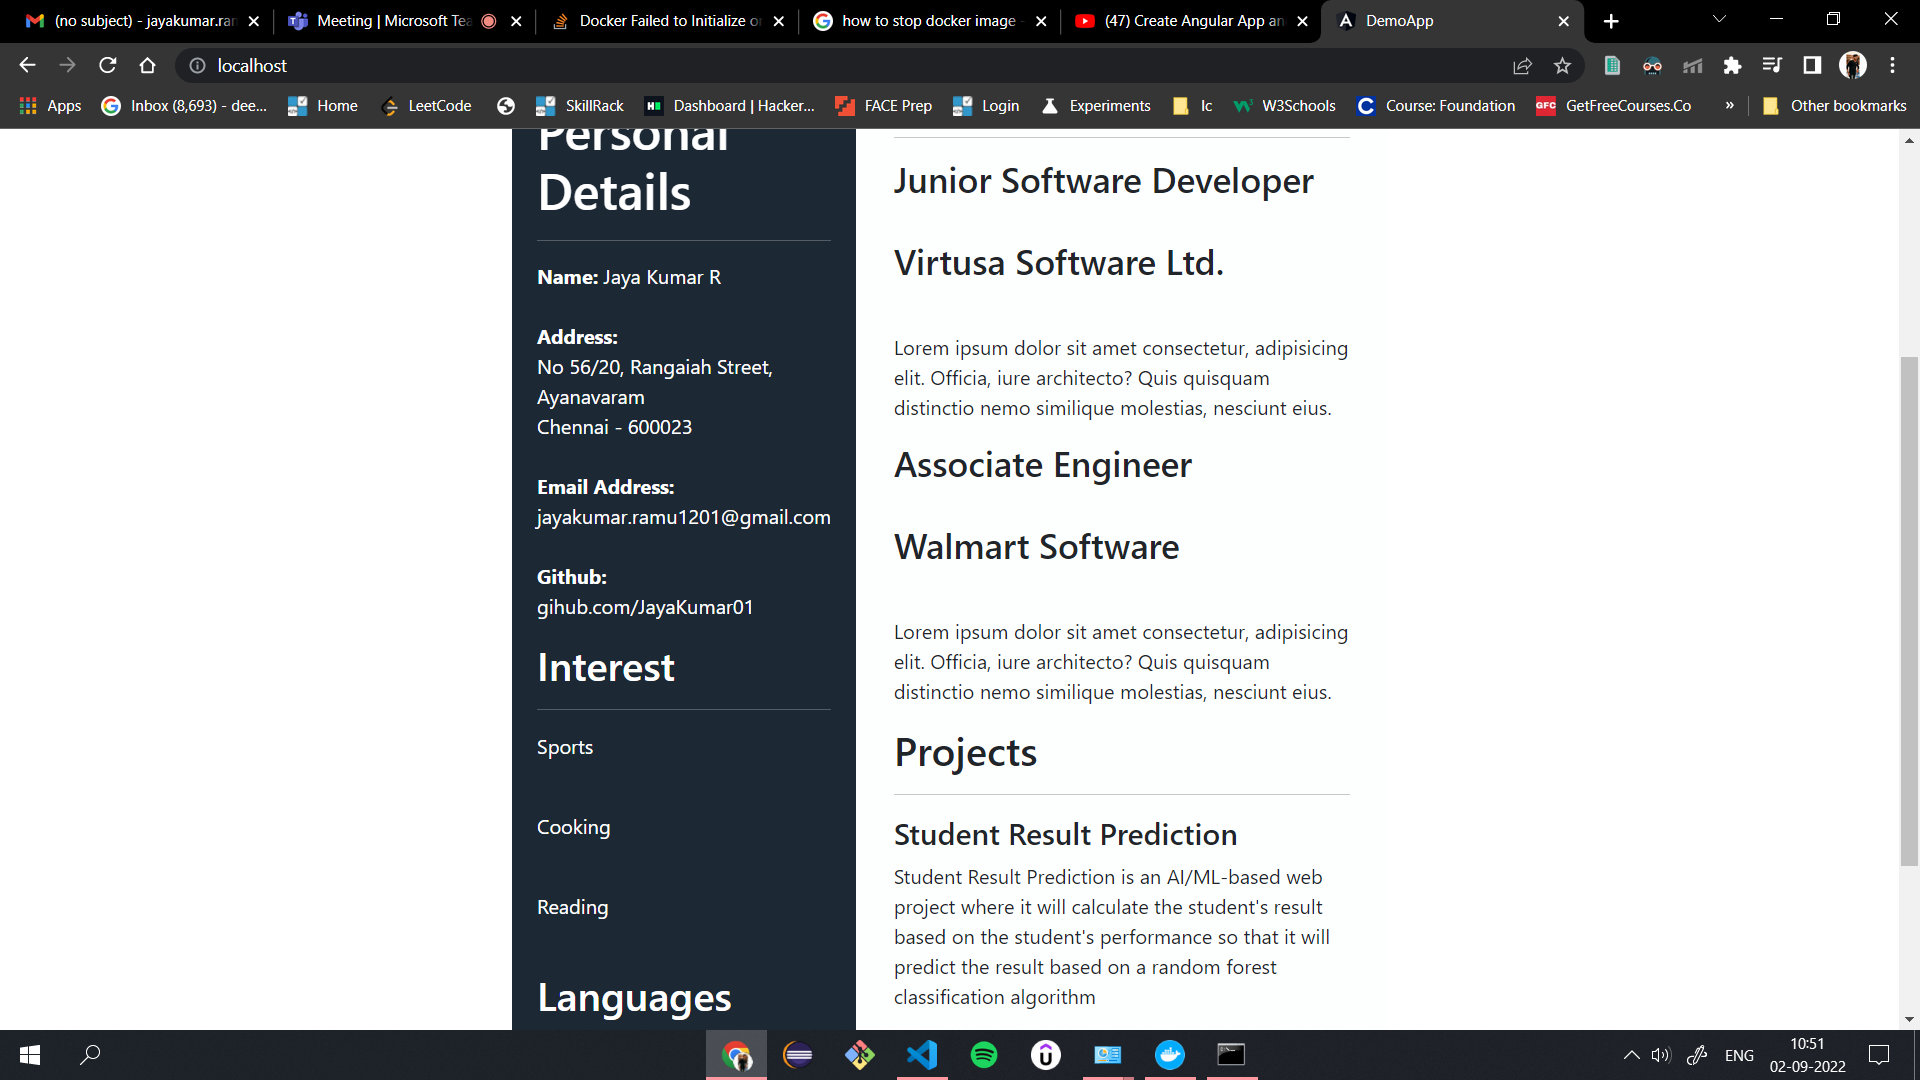 (no subject) - jayakumar.ran
Meeting | Microsoft Tea
Docker Failed to Initialize on
how to stop docker image -
(47) Create Angular App an
DemoApp
localhost
Apps
Inbox (8,693) - dee...
Home
LeetCode
SkillRack
Dashboard | Hacker...
FACE Prep
Login
Experiments
lc
W3Schools
Course: Foundation
GetFreeCourses.Co
»
Other bookmarks
Personal
Details
Name: Jaya Kumar R
Address:
No 56/20, Rangaiah Street,
Ayanavaram
Chennai - 600023
Email Address:
jayakumar.ramu1201@gmail.com
Github:
gihub.com/JayaKumar01
Interest
Sports
Cooking
Reading
Languages
Junior Software Developer
Virtusa Software Ltd.
Lorem ipsum dolor sit amet consectetur, adipisicing
elit. Officia, iure architecto? Quis quisquam
distinctio nemo similique molestias, nesciunt eius.
Associate Engineer
Walmart Software
Lorem ipsum dolor sit amet consectetur, adipisicing
elit. Officia, iure architecto? Quis quisquam
distinctio nemo similique molestias, nesciunt eius.
Projects
Student Result Prediction
Student Result Prediction is an AI/ML-based web
project where it will calculate the student's result
based on the student's performance so that it will
predict the result based on a random forest
classification algorithm
ENG
10:51
02-09-2022